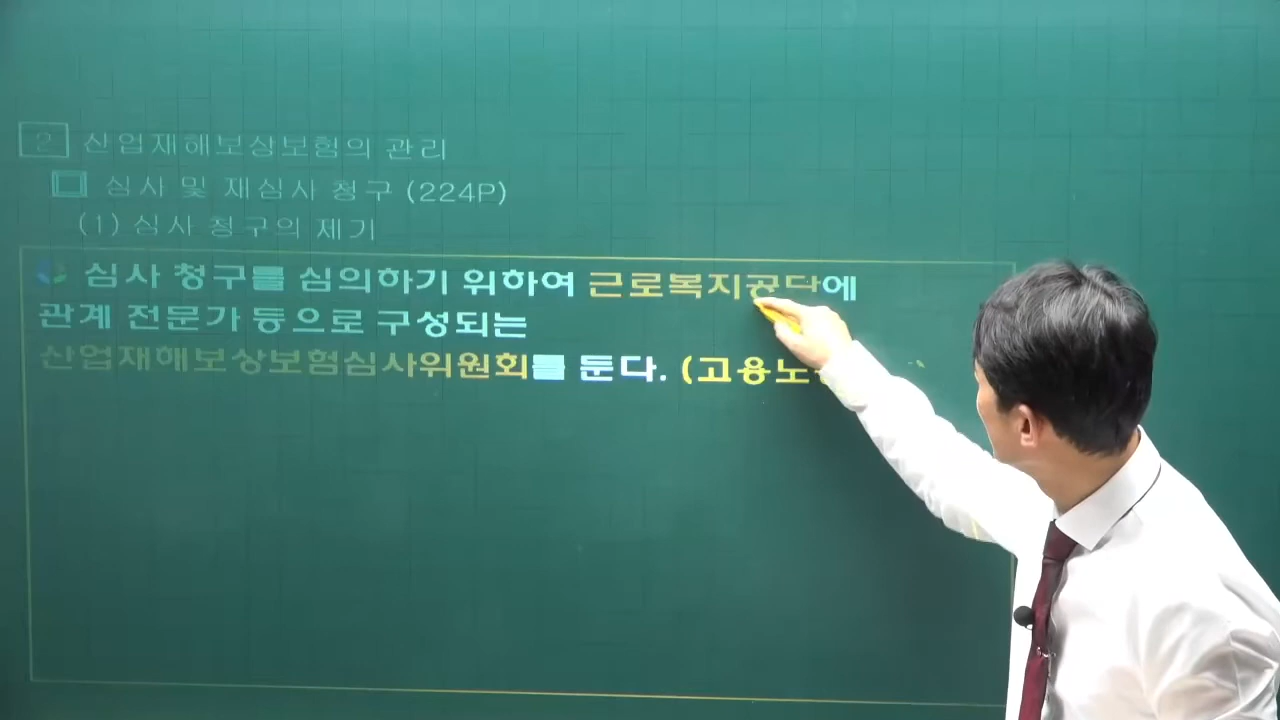 2 산업재해보상보험의 관리
심사 및 재심사 청구 (224P)
(1) 심사 청구의 제기
심사 청구를 심의하기 위하여 근로복지공단에
관계 전문가 등으로 구성되는
산업재해보상보험심사위원회를 둔다. (고용노